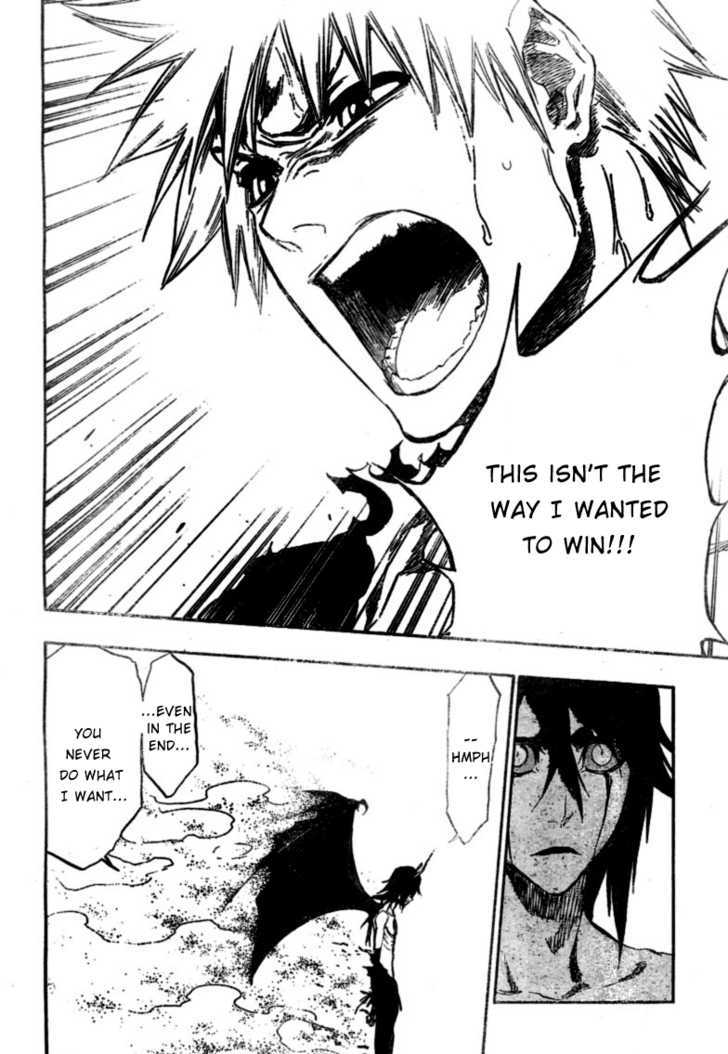 THIS ISN'T THE
WAY I WANTED
TO WIN!!!
--
HMPH
...
...EVEN
IN THE
END...
YOU
NEVER
DO WHAT
I WANT...